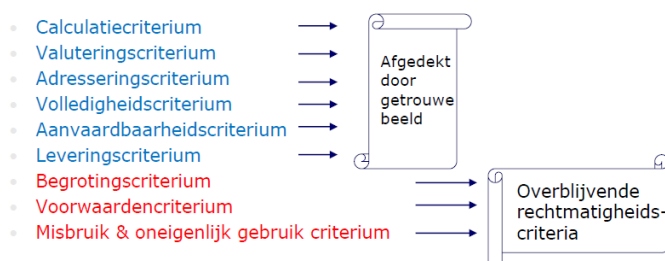 Calculatiecriterium
Valuteringscriterium
Adresseringscriterium
Volledigheidscriterium
Aanvaardbaarheidscriterium
Leveringscriterium
Begrotingscriterium
Voorwaardencriterium
Misbruik & oneigenlijk gebruik criterium
Afgedekt
door
getrouwe
beeld
Overblijvende
rechtmatigheids-
criteria